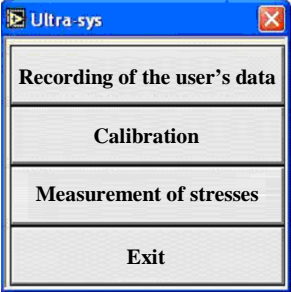 Ultra-sys
Recording of the user’s data
Calibration
Measurement of stresses
Exit